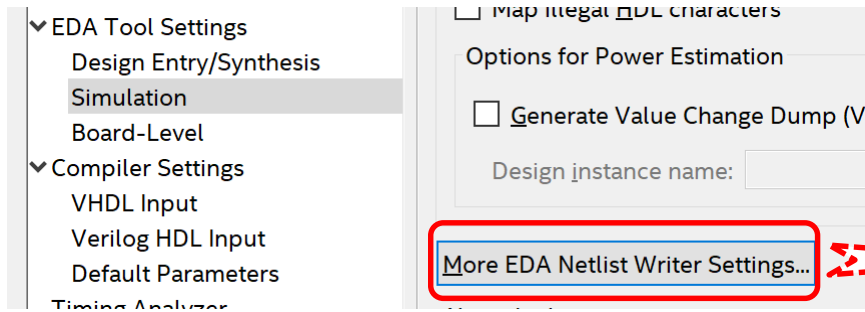 EDA Tool Settings
Design Entry/Synthesis
Simulation
Board-Level
Compiler Settings
VHDL Input
Verilog HDL Input
Default Parameters
Timing Analyzer
Map illegal HDL characters
Options for Power Estimation
Generate Value Change Dump (V
Design instance name:
More EDA Netlist Writer Settings...